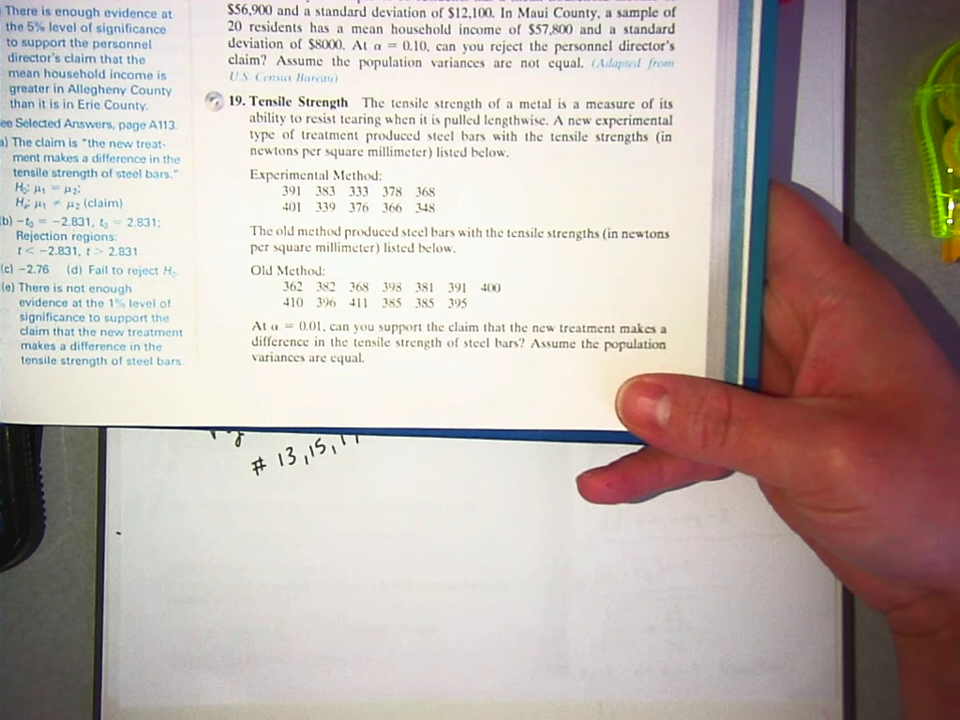 There is enough evidence at
the 5% level of significance
to support the personnel
director's claim that the
mean household income is
greater in Allegheny County
than it is in Erie County.
ee Selected Answers, page A113.
a) The claim is "the new treat-
ment makes a difference in the
tensile strength of steel bars."
H₀: μ₁ = μ₂;
Hₐ: μ₁ ≠ μ₂ (claim)
(b) −t₀ = −2.831, t₀ = 2.831;
Rejection regions:
t < −2.831, t > 2.831
(c) −2.76 (d) Fail to reject H₀.
(e) There is not enough
evidence at the 1% level of
significance to support the
claim that the new treatment
makes a difference in the
tensile strength of steel bars.
$56,900 and a standard deviation of $12,100. In Maui County, a sample of
20 residents has a mean household income of $57,800 and a standard
deviation of $8000. At α = 0.10, can you reject the personnel director's
claim? Assume the population variances are not equal. (Adapted from
U.S. Census Bureau)
19. Tensile Strength The tensile strength of a metal is a measure of its
ability to resist tearing when it is pulled lengthwise. A new experimental
type of treatment produced steel bars with the tensile strengths (in
newtons per square millimeter) listed below.
Experimental Method:
391 383 333 378 368
401 339 376 366 348
The old method produced steel bars with the tensile strengths (in newtons
per square millimeter) listed below.
Old Method:
362 382 368 398 381 391 400
410 396 411 385 385 395
At α = 0.01, can you support the claim that the new treatment makes a
difference in the tensile strength of steel bars? Assume the population
variances are equal.
# 13, 15,